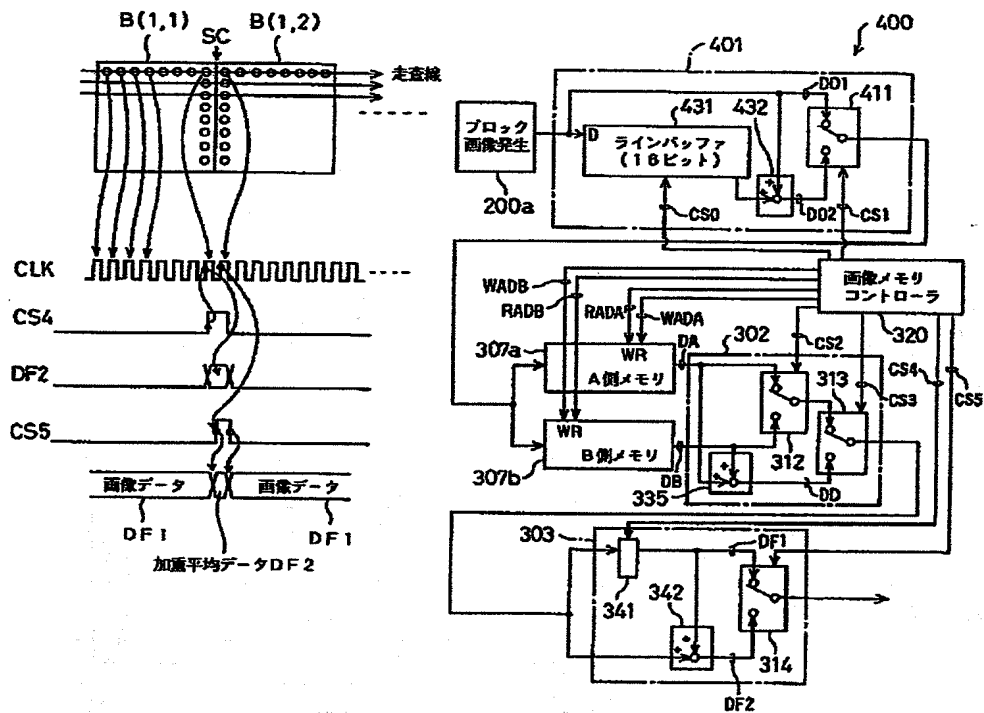 B(1,1)
B(1,2)
SC
走査線
CLK
CS4
DF2
CS5
画像データ
画像データ
DF1
DF1
加重平均データDF2
400
401
431
432
DD1
411
ブロック
画像発生
D
ラインバッファ
(16ビット)
200a
CS0
DD2
CS1
WADB
RADB
RADA
WADA
画像メモリ
コントローラ
320
302
CS2
CS3
CS4
CS5
307a
WR
A側メモリ
DA
313
312
WR
B側メモリ
307b
DB
335
DD
303
341
DF1
342
314
DF2